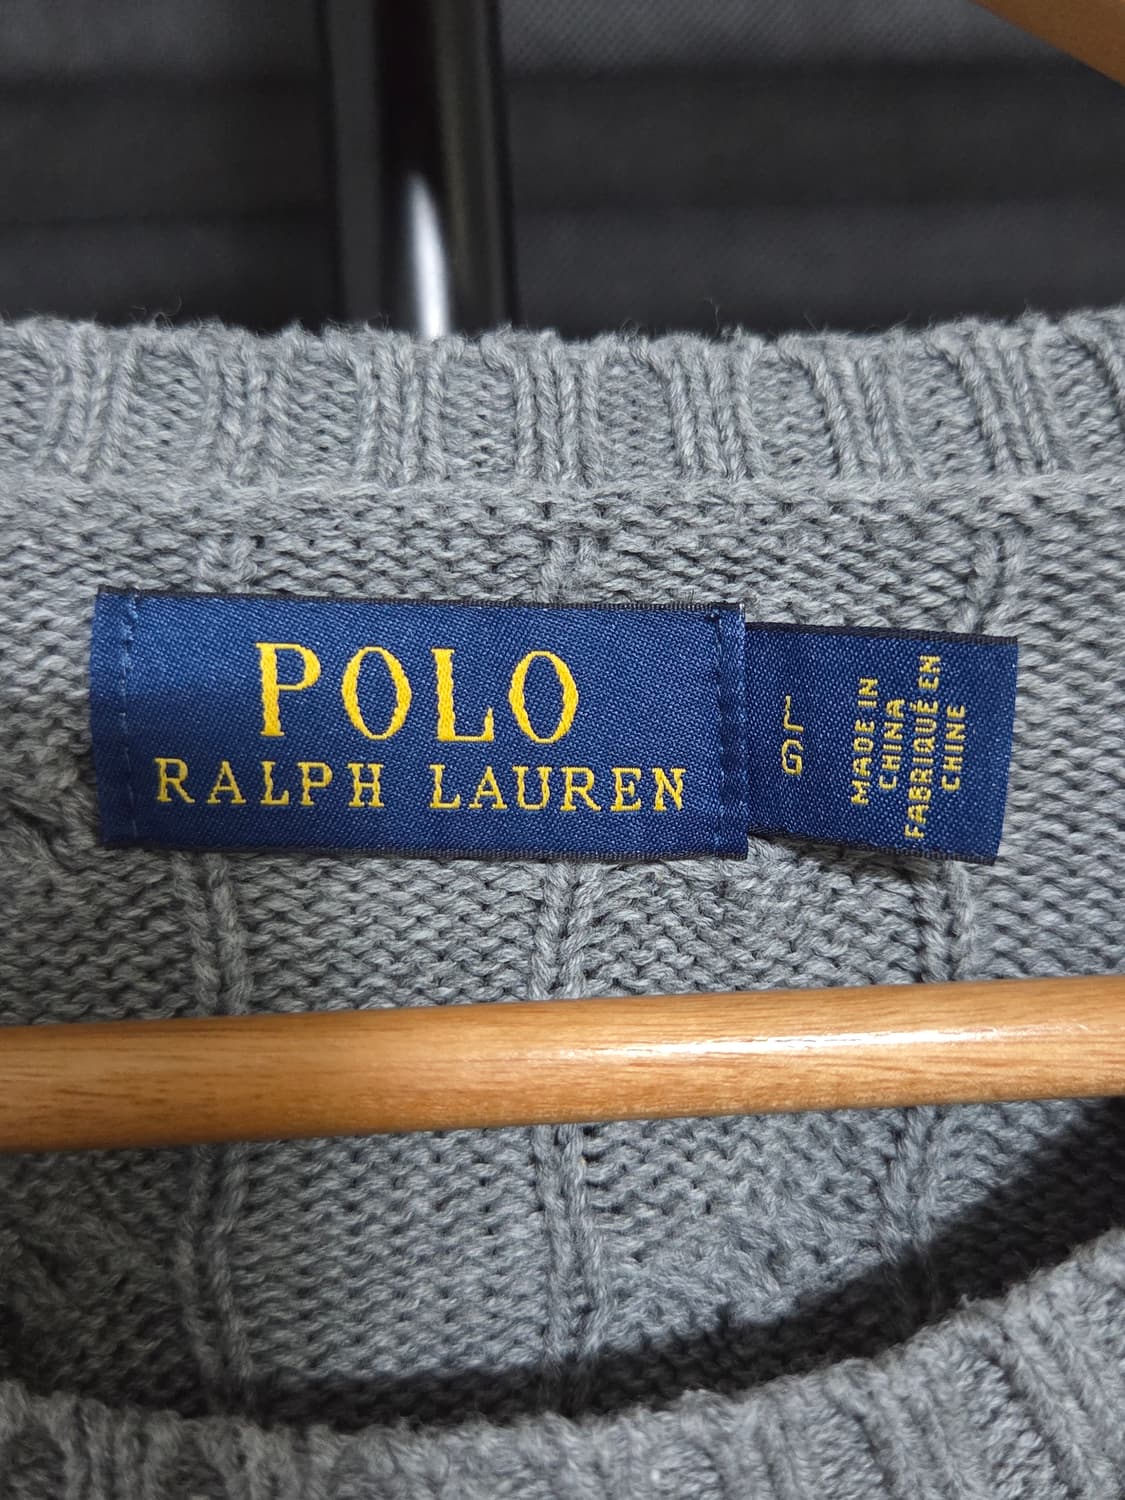 POLO
RALPH LAUREN
L
G
MADE IN
CHINA
FABRIQUÉ EN
CHINE